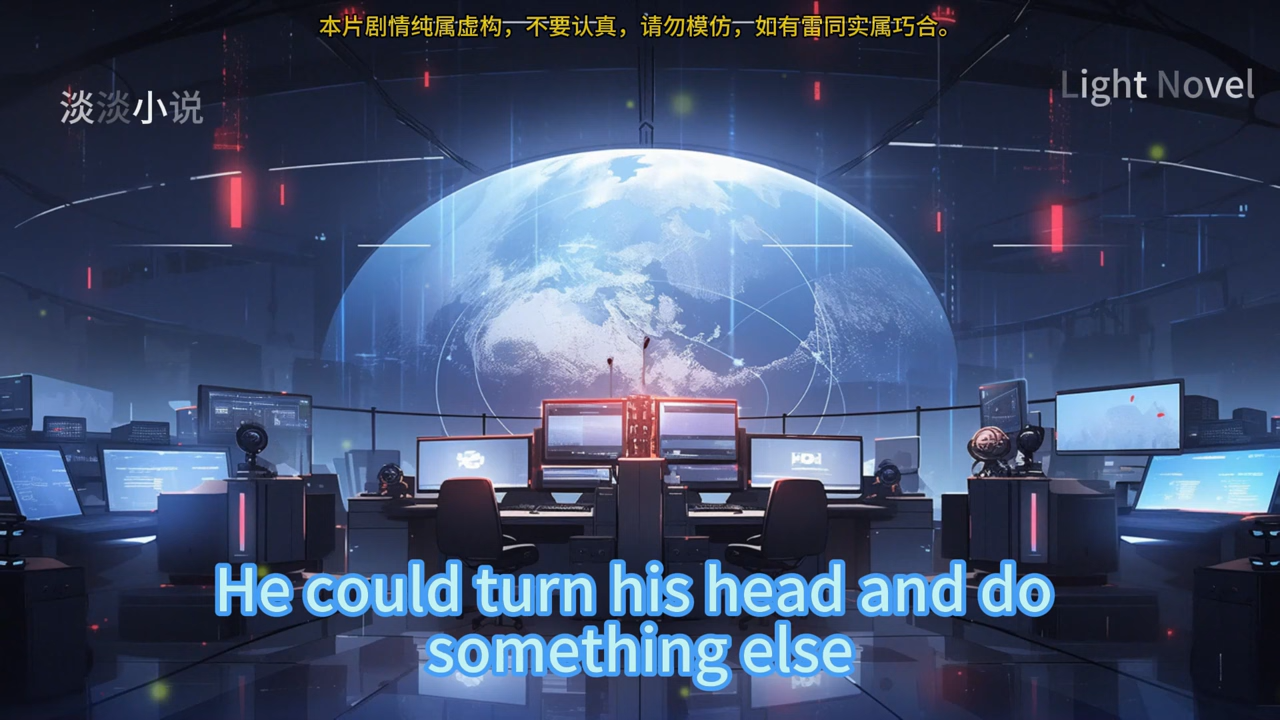 本片剧情纯属虚构，不要认真，请勿模仿，如有雷同实属巧合。
淡淡小说
Light Novel
He could turn his head and do
something else